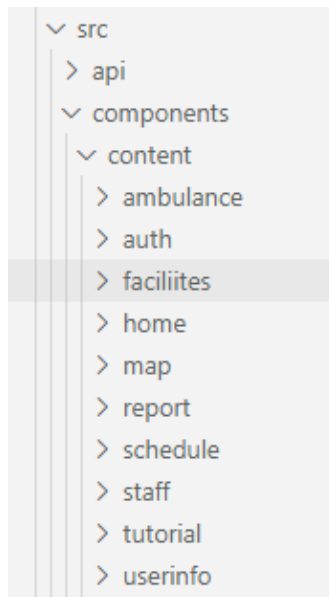 src
api
components
content
ambulance
auth
faciliites
home
map
report
schedule
staff
tutorial
userinfo